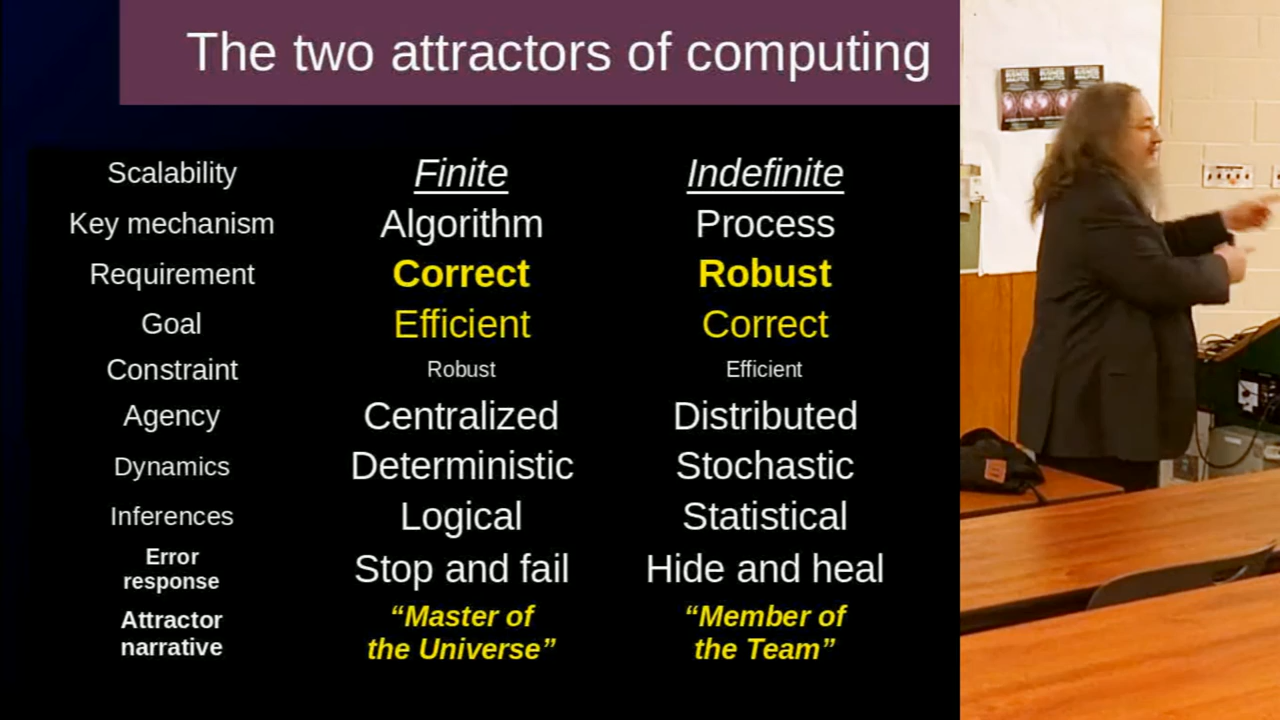 The two attractors of computing
Scalability Finite Indefinite
Key mechanism Algorithm Process
Requirement Correct Robust
Goal Efficient Correct
Constraint Robust Efficient
Agency Centralized Distributed
Dynamics Deterministic Stochastic
Inferences Logical Statistical
Error
response Stop and fail Hide and heal
Attractor “Master of “Member of
narrative the Universe” the Team”